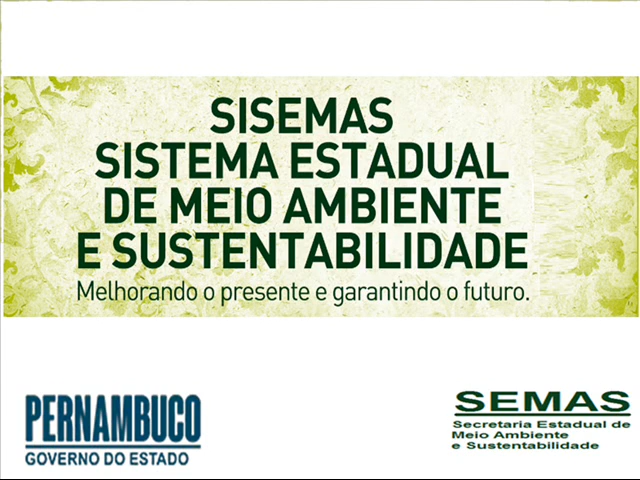 SISEMAS
SISTEMA ESTADUAL
DE MEIO AMBIENTE
E SUSTENTABILIDADE
Melhorando o presente e garantindo o futuro.
PERNAMBUCO
GOVERNO DO ESTADO
SEMAS
Secretaria Estadual de
Meio Ambiente
e Sustentabilidade